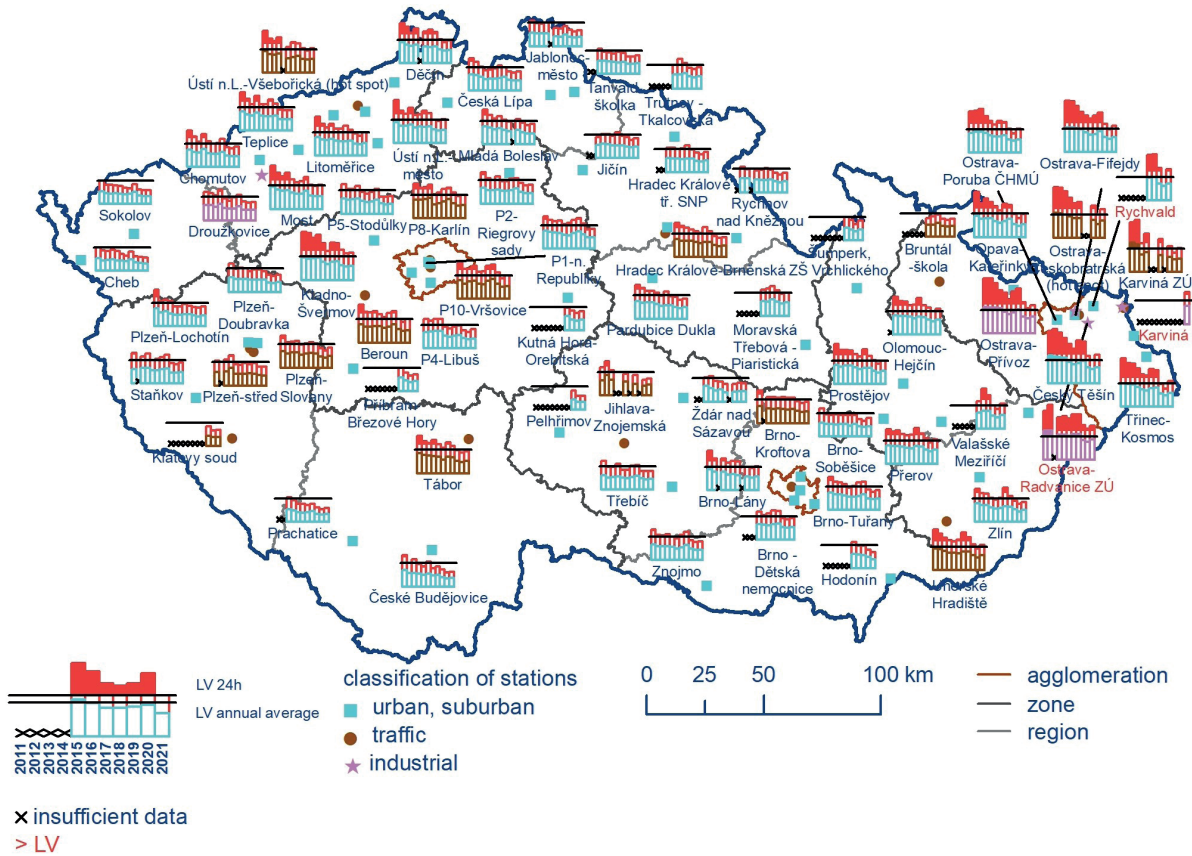 Ústí n.L.-Všebořická (hot spot)
Děčín
Jablonec-
město
Česká Lípa
Tanvald
školka
Trutnov -
Tkalcovská
Teplice
Litoměřice
Ústí n.L.-
město
Mladá Boleslav
Jičín
Hradec Králové
tř. SNP
Chomutov
Rychnov
nad Kněžnou
Sokolov
Droužkovice
Most
P5-Stodůlky
P8-Karlín
P2-
Riegrovy
sady
P1-n.
Republiky
Hradec Králové-Brněnská
Šumperk,
ZŠ Vrchlického
Bruntál
-škola
Ostrava-
Poruba ČHMÚ
Ostrava-Fifejdy
Rychvald
Opava-
Kateřinky
Ostrava-
Českobratrská
(hot spot)
Karviná ZÚ
Karviná
Cheb
Plzeň-
Doubravka
Kladno-
Švermov
P10-Vršovice
Plzeň-Lochotín
Beroun
P4-Libuš
Kutná Hora-
Orebitská
Pardubice Dukla
Moravská
Třebová -
Piaristická
Olomouc-
Hejčín
Ostrava-
Přívoz
Český Těšín
Třinec-
Kosmos
Staňkov
Plzeň-střed
Plzeň-
Slovany
Příbram-
Březové Hory
Pelhřimov
Jihlava-
Znojemská
Ždár nad
Sázavou
Brno-
Kroftova
Prostějov
Brno-
Soběšice
Přerov
Valašské
Meziříčí
Ostrava-
Radvanice ZÚ
Klatovy soud
Tábor
Třebíč
Brno-Lány
Brno-Tuřany
Zlín
Prachatice
České Budějovice
Znojmo
Brno -
Dětská
nemocnice
Hodonín
Uherské
Hradiště
LV 24h
LV annual average
2011
2012
2013
2014
2015
2016
2017
2018
2019
2020
2021
insufficient data
> LV
classification of stations
urban, suburban
traffic
industrial
0 25 50 100 km
agglomeration
zone
region